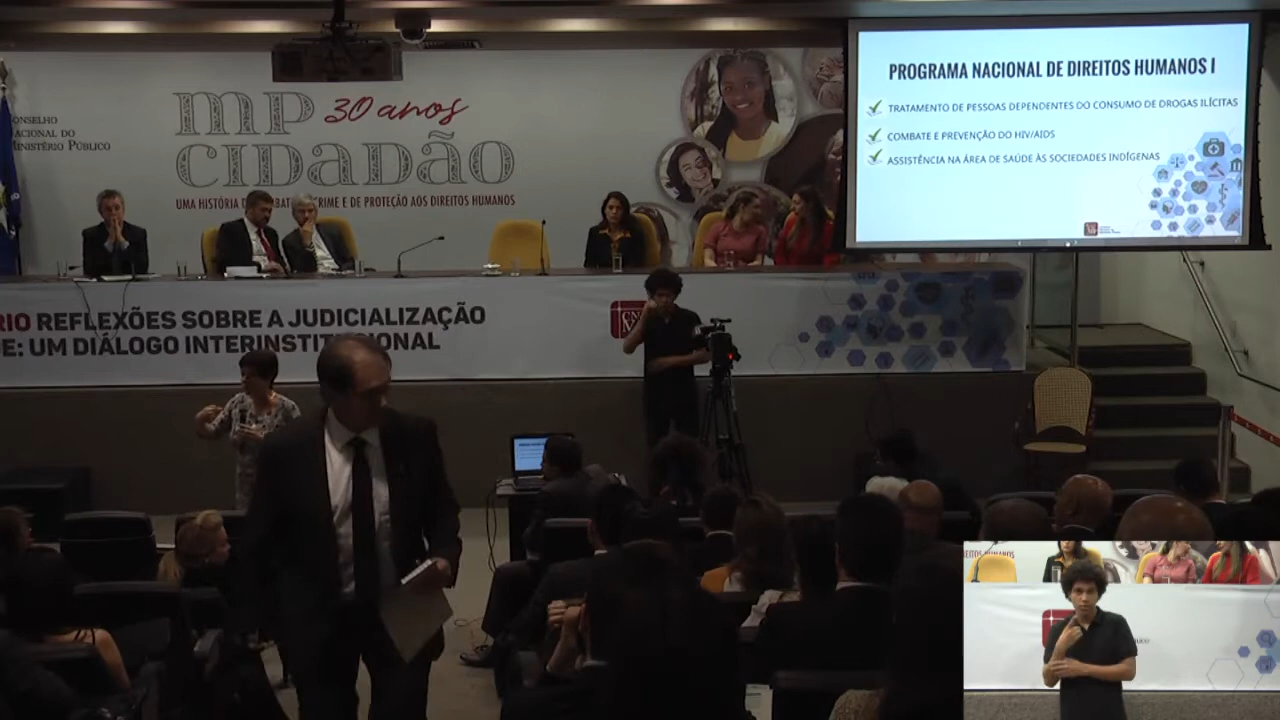 CONSELHO
NACIONAL DO
MINISTÉRIO PÚBLICO
MP 30 anos
CIDADÃO
UMA HISTÓRIA D COMBAT CRIME E DE PROTEÇÃO AOS DIREITOS HUMANOS
PROGRAMA NACIONAL DE DIREITOS HUMANOS I
TRATAMENTO DE PESSOAS DEPENDENTES DO CONSUMO DE DROGAS ILÍCITAS
COMBATE E PREVENÇÃO DO HIV/AIDS
ASSISTÊNCIA NA ÁREA DE SAÚDE ÀS SOCIEDADES INDÍGENAS
RIO REFLEXÕES SOBRE A JUDICIALIZAÇÃO
DE: UM DIÁLOGO INTERINSTITUCIONAL